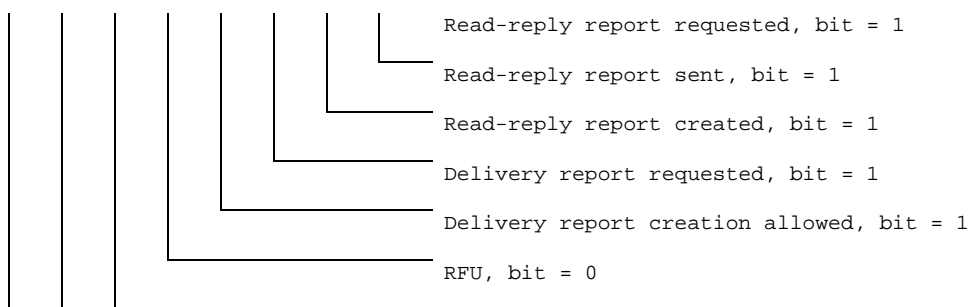 Read-reply report requested, bit = 1
Read-reply report sent, bit = 1
Read-reply report created, bit = 1
Delivery report requested, bit = 1
Delivery report creation allowed, bit = 1
RFU, bit = 0